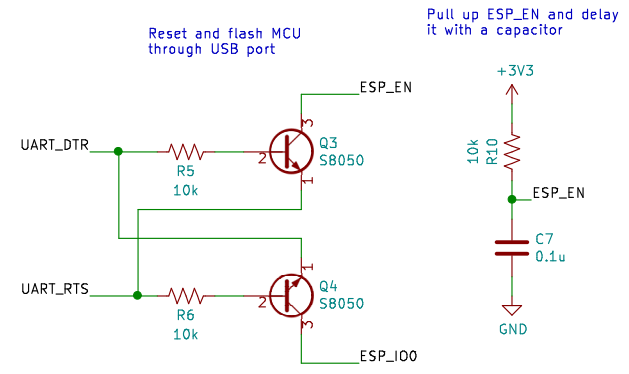 Pull up ESP_EN and delay
it with a capacitor
Reset and flash MCU
through USB port
+3V3
ESP_EN
3
Q3
S8050
UART_DTR
2
R5
10k
1
10k
R10
ESP_EN
C7
0.1u
1
Q4
S8050
UART_RTS
2
R6
10k
3
GND
ESP_IO0